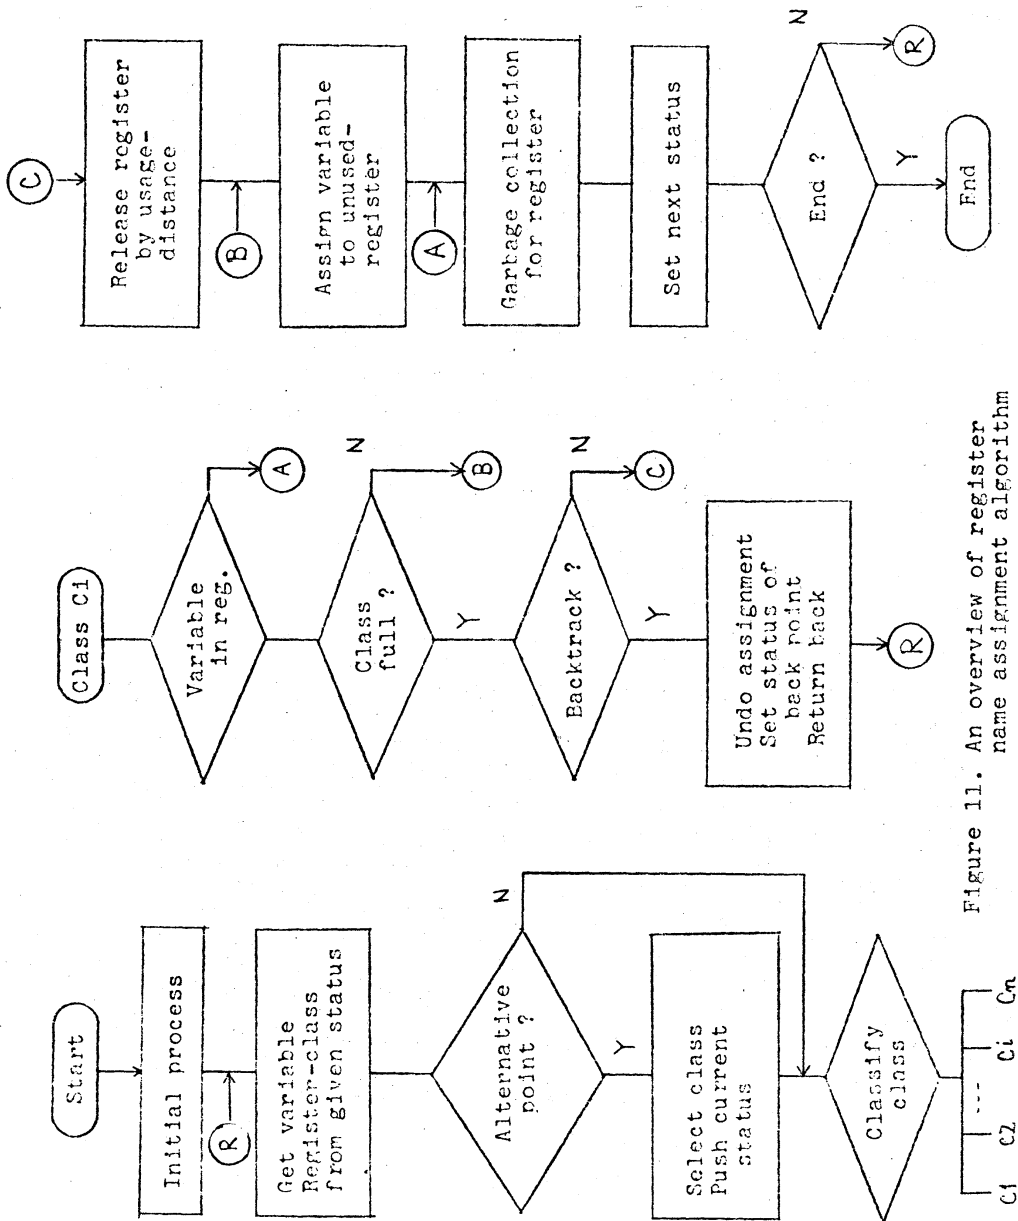 Start
Initial process
R
Get variable
Register-class
from given status
Alternative
point ?
N
Y
Select class
Push current
status
Classify
class
C1 C2 ---- Ci Cn
Class Ci
Variable
in reg.
A
Class
full ?
N
B
Y
Backtrack ?
N
C
Y
Undo assignment
Set status of
back point
Return back
R
C
Release register
by usage-
distance
B
Assign variable
to unused-
register
A
Garbage collection
for register
Set next status
End ?
N
R
Y
End
Figure 11. An overview of register
name assignment algorithm